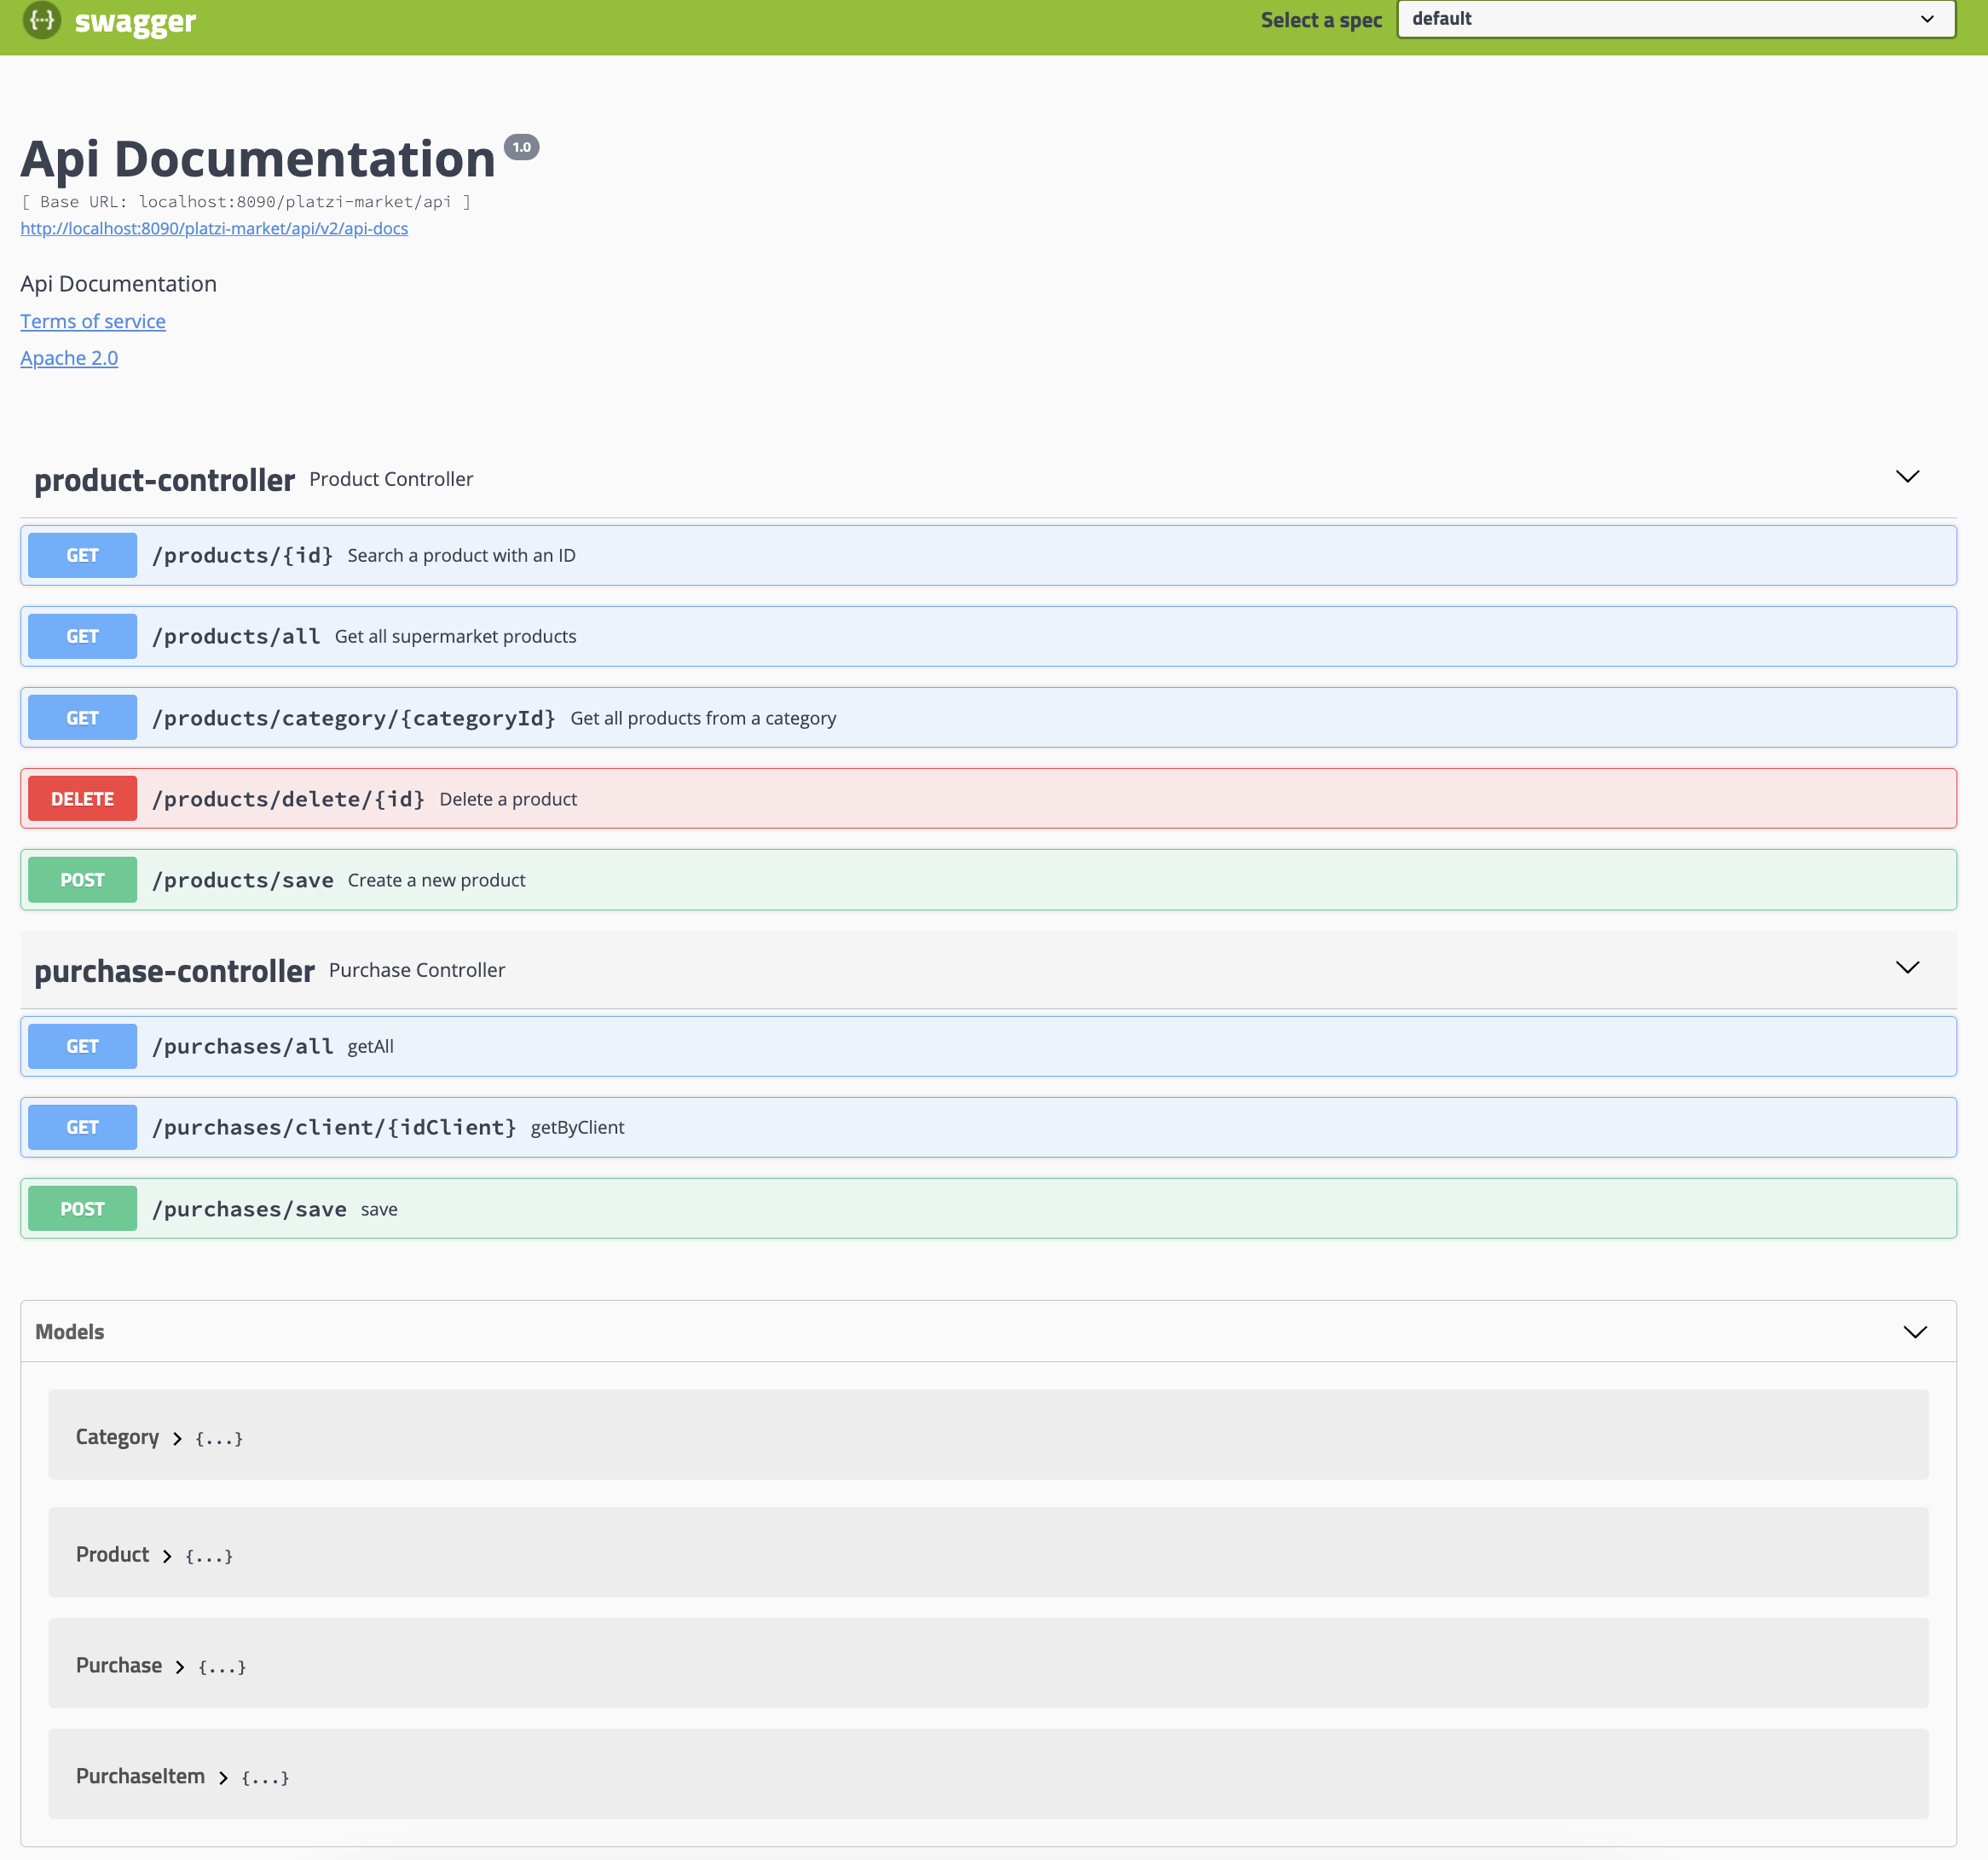 {...} swagger Select a spec default
Api Documentation 1.0
[ Base URL: localhost:8090/platzi-market/api ]
http://localhost:8090/platzi-market/api/v2/api-docs
Api Documentation
Terms of service
Apache 2.0
product-controller Product Controller
GET /products/{id} Search a product with an ID
GET /products/all Get all supermarket products
GET /products/category/{categoryId} Get all products from a category
DELETE /products/delete/{id} Delete a product
POST /products/save Create a new product
purchase-controller Purchase Controller
GET /purchases/all getAll
GET /purchases/client/{idClient} getByClient
POST /purchases/save save
Models
Category > {...}
Product > {...}
Purchase > {...}
PurchaseItem > {...}